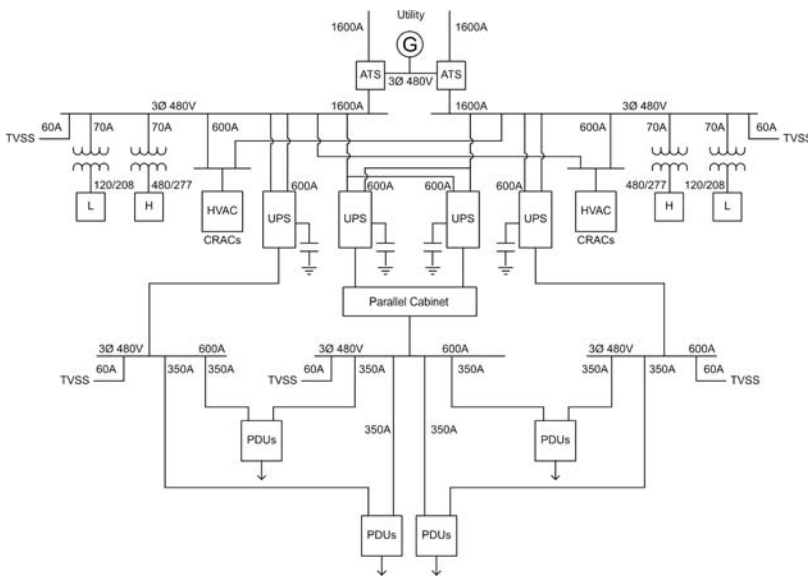 Utility
1600A
1600A
G
ATS
ATS
3Ø 480V
3Ø 480V
1600A
1600A
3Ø 480V
60A
70A
70A
600A
600A
70A
70A
60A
TVSS
TVSS
120/208
480/277
600A
600A
600A
600A
480/277
120/208
L
H
HVAC
UPS
UPS
UPS
UPS
HVAC
H
L
CRACs
CRACs
Parallel Cabinet
3Ø 480V
600A
3Ø 480V
600A
3Ø 480V
600A
60A
350A
350A
60A
350A
350A
350A
350A
60A
TVSS
TVSS
TVSS
350A
350A
PDUs
PDUs
PDUs
PDUs